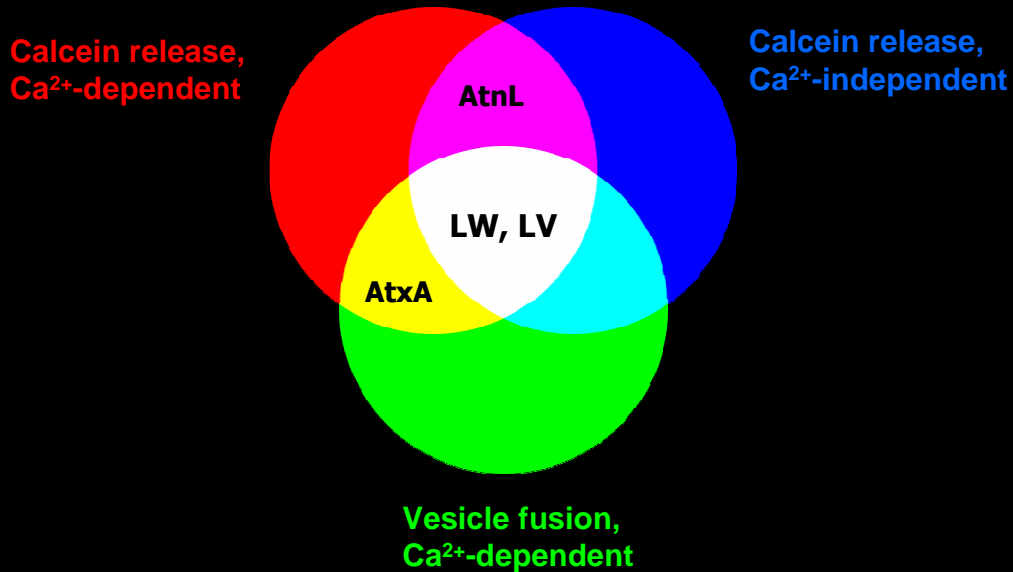 Calcein release,
Ca²⁺-dependent
Calcein release,
Ca²⁺-independent
AtnL
LW, LV
AtxA
Vesicle fusion,
Ca²⁺-dependent